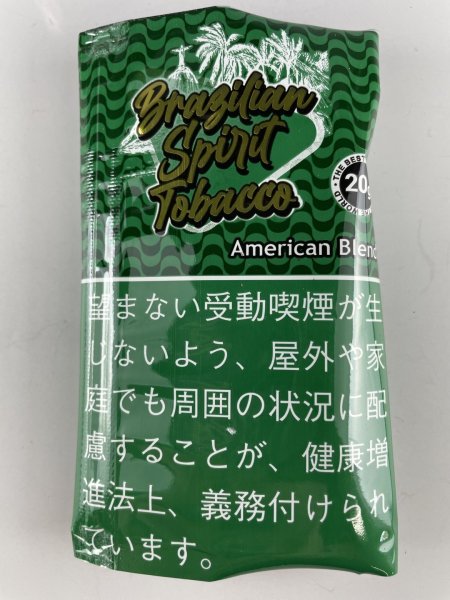 Brazilian
Spirit
Tobacco
THE BEST
20g
WORLD
American Blend
望まない受動喫煙が生
じないよう、屋外や家
庭でも周囲の状況に配
慮することが、健康増
進法上、義務付けられ
ています。